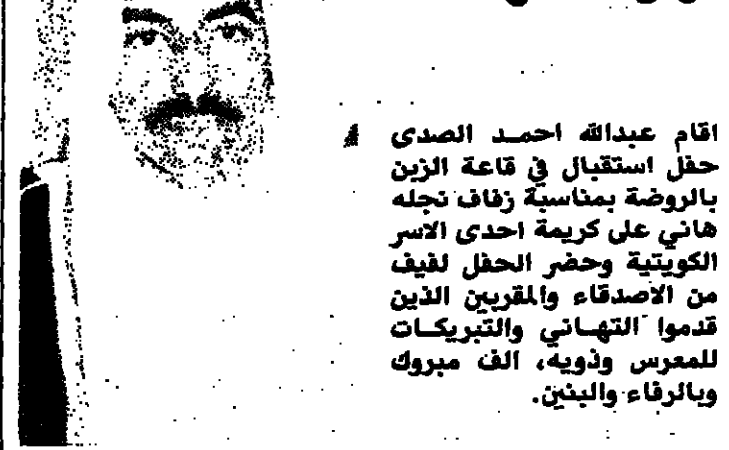 اقام عبدالله احمد الصدى
حفل استقبال في قاعة الزين
بالروضة بمناسبة زفاف نجله
هاني على كريمة احدى الاسر
الكويتية وحضر الحفل لفيف
من الاصدقاء والمقربين الذين
قدموا التهاني والتبريكات
للمعرس وذويه، الف مبروك
وبالرفاء والبنين.